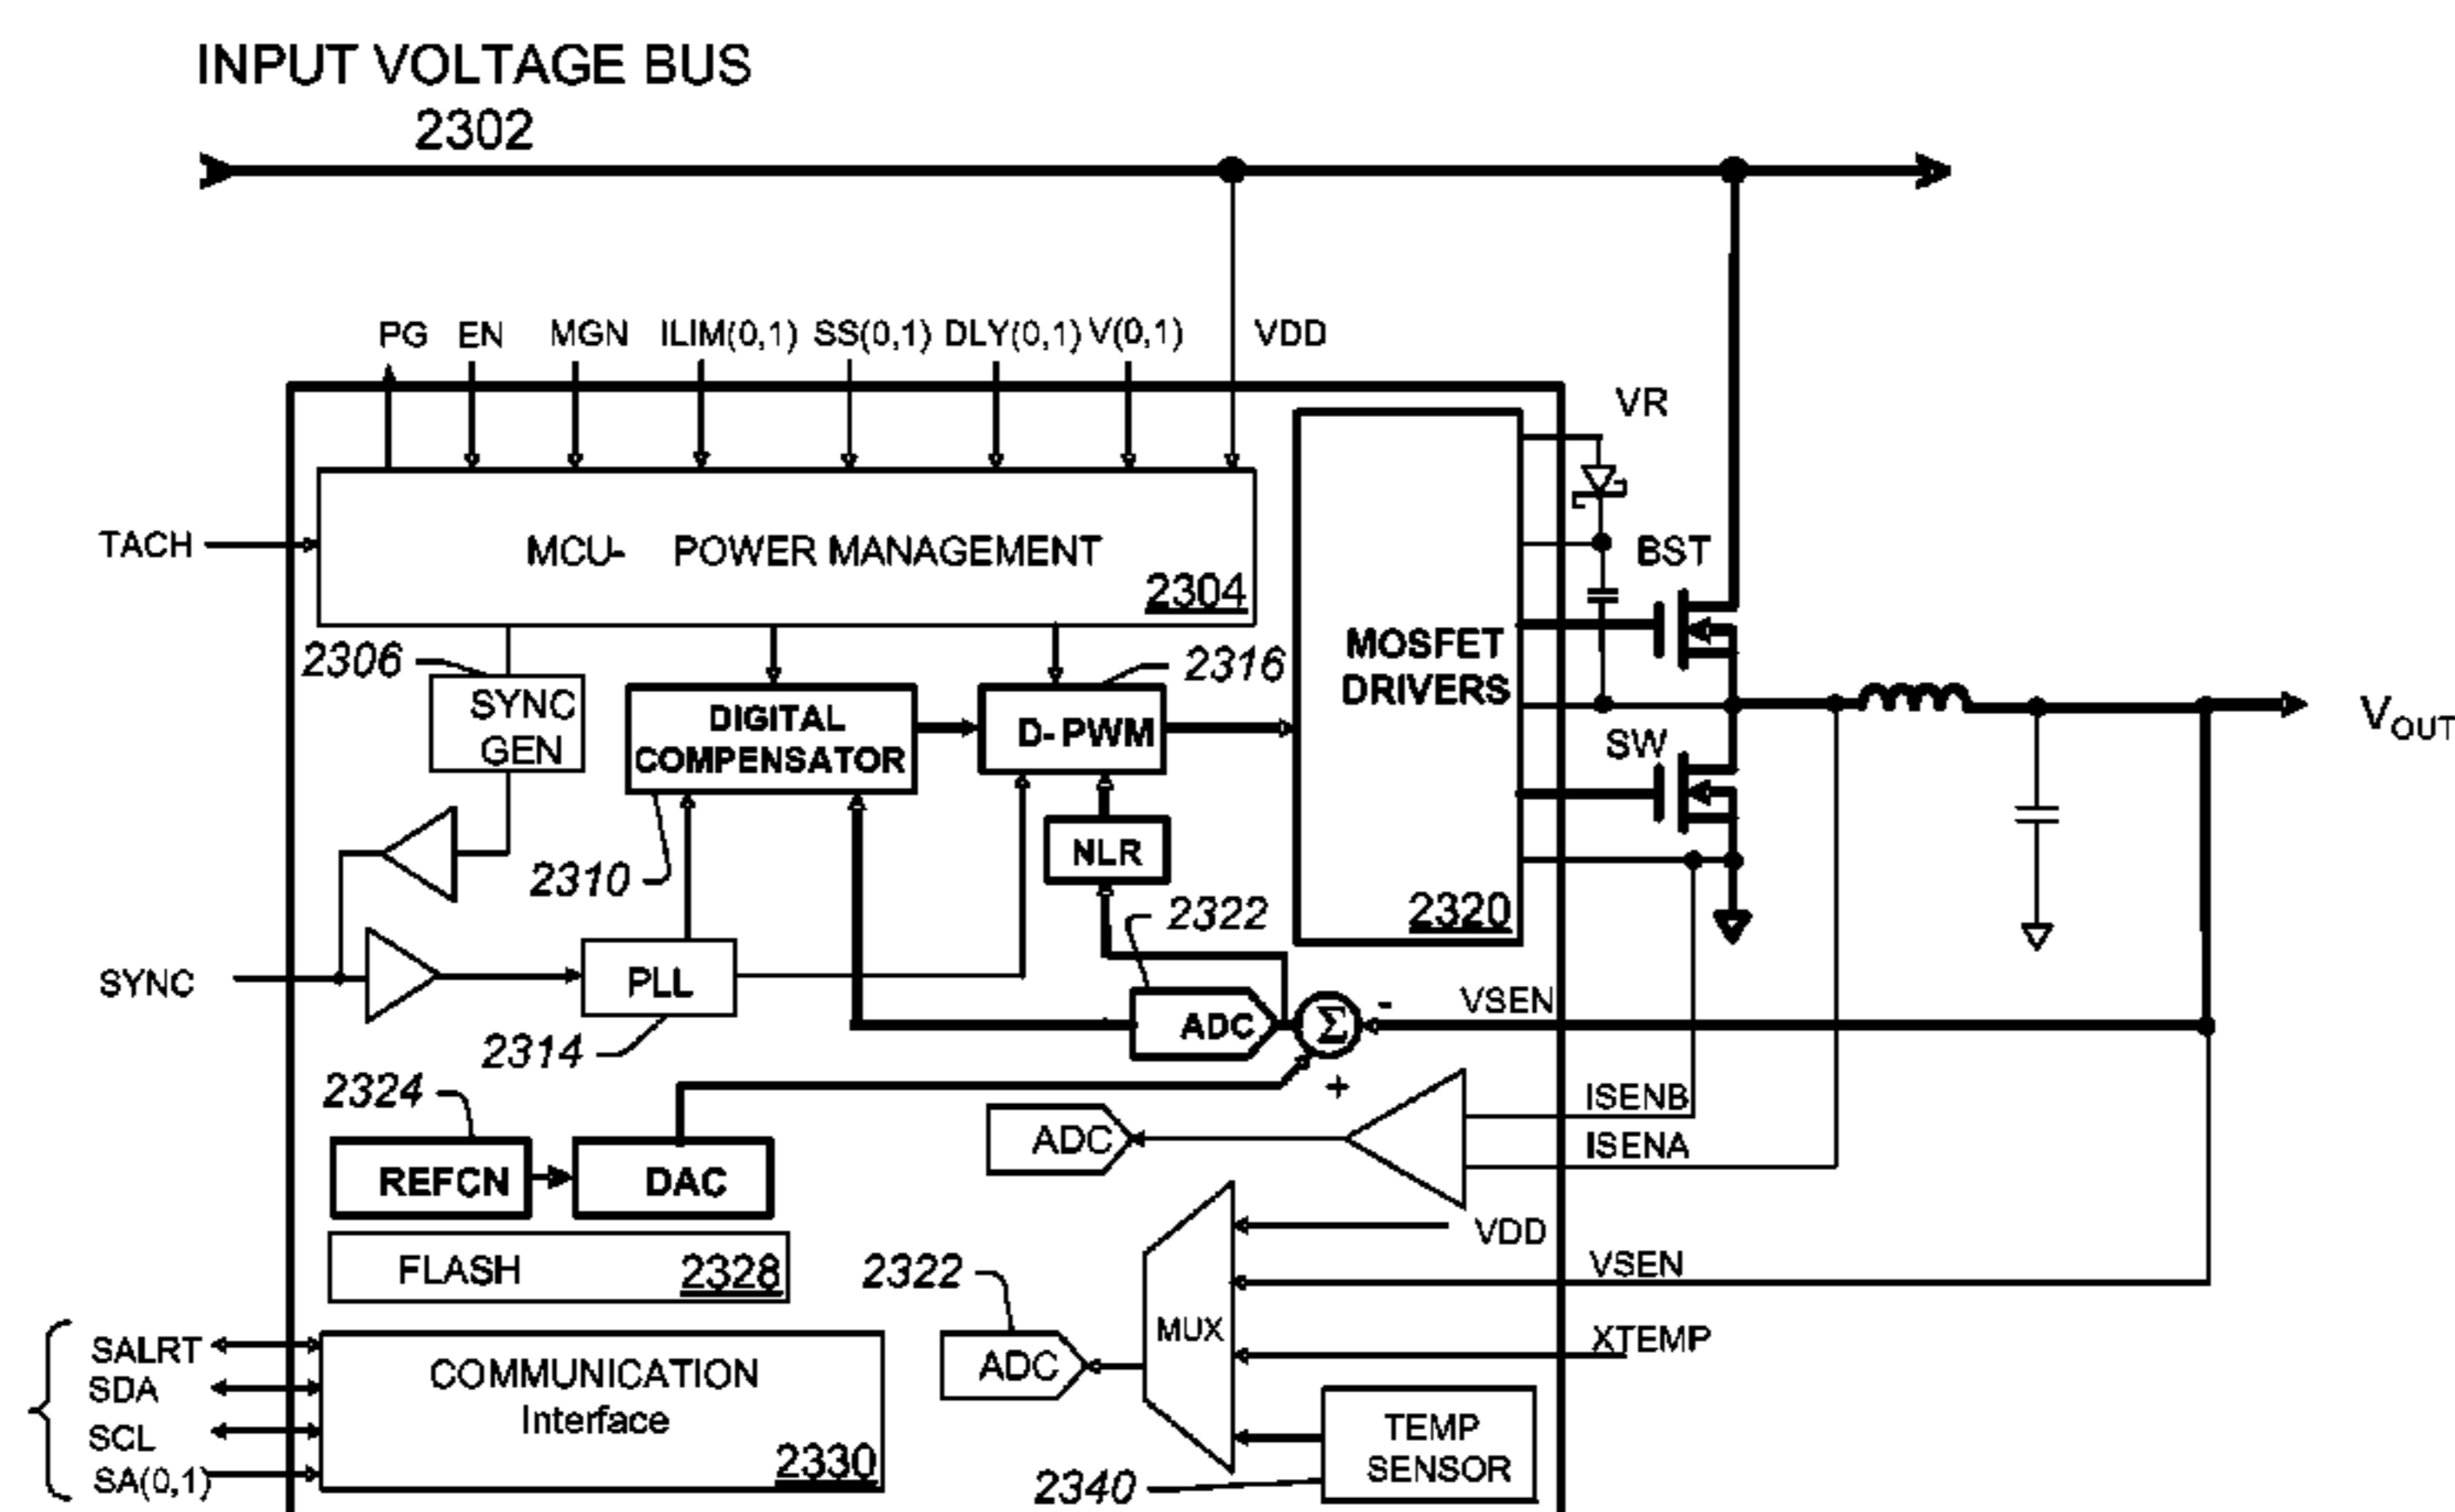 INPUT VOLTAGE BUS
2302
PG EN MGN ILIM(0,1) SS(0,1) DLY(0,1) V(0,1) VDD
VR
TACH
MCU- POWER MANAGEMENT
2304
BST
MOSFET
DRIVERS
2320
2306
SYNC
GEN
DIGITAL
COMPENSATOR
2310
2316
D- PWM
SW
VOUT
NLR
2322
SYNC
PLL
2314
ADC
Σ
-
+
VSEN
2324
REFCN
DAC
ADC
ISENB
ISENA
FLASH 2328
2322
ADC
MUX
VDD
VSEN
XTEMP
SALRT
SDA
SCL
SA(0,1)
COMMUNICATION
Interface
2330
TEMP
SENSOR
2340